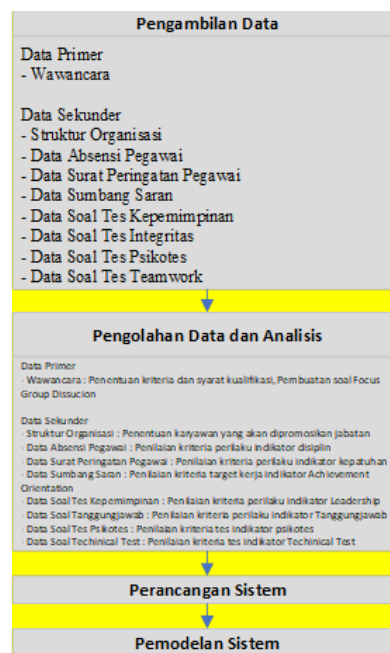 Pengambilan Data
Data Primer
- Wawancara
Data Sekunder
- Struktur Organisasi
- Data Absensi Pegawai
- Data Surat Peringatan Pegawai
- Data Sumbang Saran
- Data Soal Tes Kepemimpinan
- Data Soal Tes Integritas
- Data Soal Tes Psikotes
- Data Soal Tes Teamwork
Pengolahan Data dan Analisis
Data Primer
· Wawancara : Penentuan kriteria dan syarat kualifikasi, Pembuatan soal Focus
Group Dissucion
Data Sekunder
· Struktur Organisasi : Penentuan karyawan yang akan dipromosikan jabatan
· Data Absensi Pegawai : Penilaian kriteria perilaku indikator disiplin
· Data Surat Peringatan Pegawai : Penilaian kriteria perilaku indikator kepatuhan
· Data Sumbang Saran : Penilaian kriteria target kerja indikator Achievement
Orientation
· Data Soal Tes Kepemimpinan : Penilaian kriteria perilaku indikator Leadership
· Data Soal Tanggungjawab : Penilaian kriteria perilaku indikator Tanggungjawab
· Data Soal Tes Psikotes : Penilaian kriteria tes indikator psikotes
· Data Soal Techinical Test : Penilaian kriteria tes indikator Techinical Test
Perancangan Sistem
Pemodelan Sistem